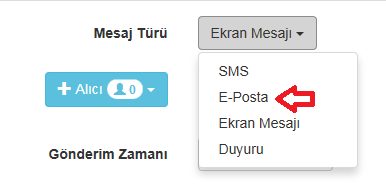 Mesaj Türü
Ekran Mesajı
SMS
+ Alıcı 0
E-Posta
Ekran Mesajı
Duyuru
Gönderim Zamanı